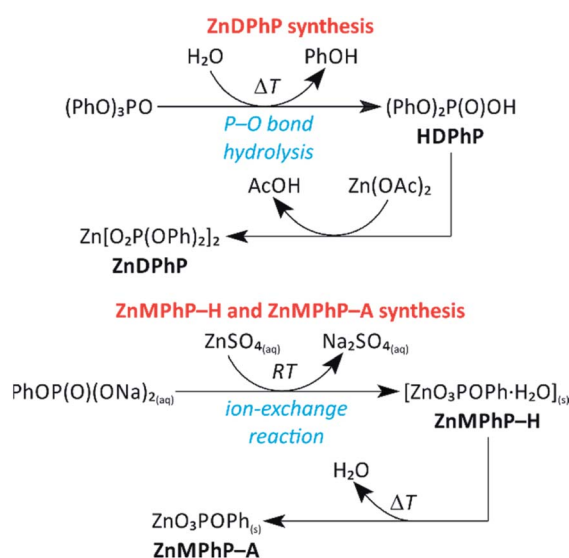 ZnDPhP synthesis
H₂O PhOH
ΔT
(PhO)₃PO (PhO)₂P(O)OH
P–O bond HDPhP
hydrolysis
AcOH Zn(OAc)₂
Zn[O₂P(OPh)₂]₂
ZnDPhP
ZnMPhP–H and ZnMPhP–A synthesis
ZnSO₄(aq) Na₂SO₄(aq)
RT
PhOP(O)(ONa)₂(aq) [ZnO₃POPh·H₂O](s)
ion-exchange ZnMPhP–H
reaction
H₂O
ΔT
ZnO₃POPh(s)
ZnMPhP–A